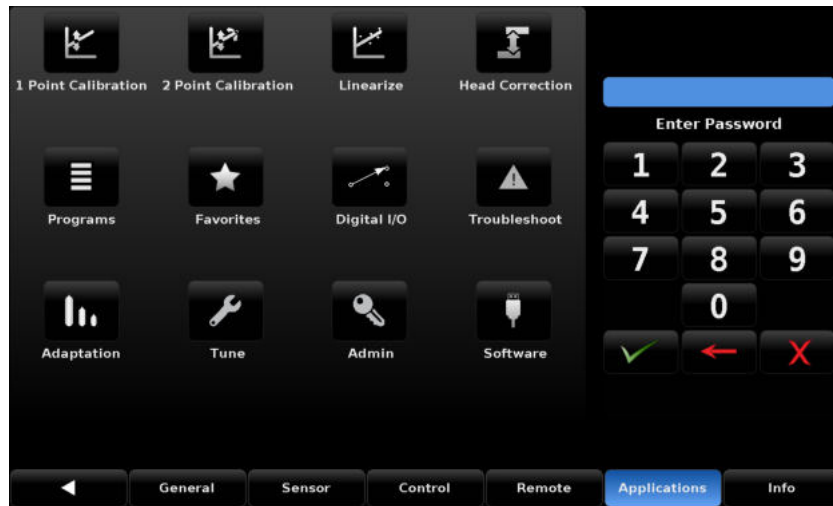 1 Point Calibration 2 Point Calibration Linearize Head Correction
Enter Password
1 2 3
Programs Favorites Digital I/O Troubleshoot
4 5 6
7 8 9
0
Adaptation Tune Admin Software
X
General Sensor Control Remote Applications Info